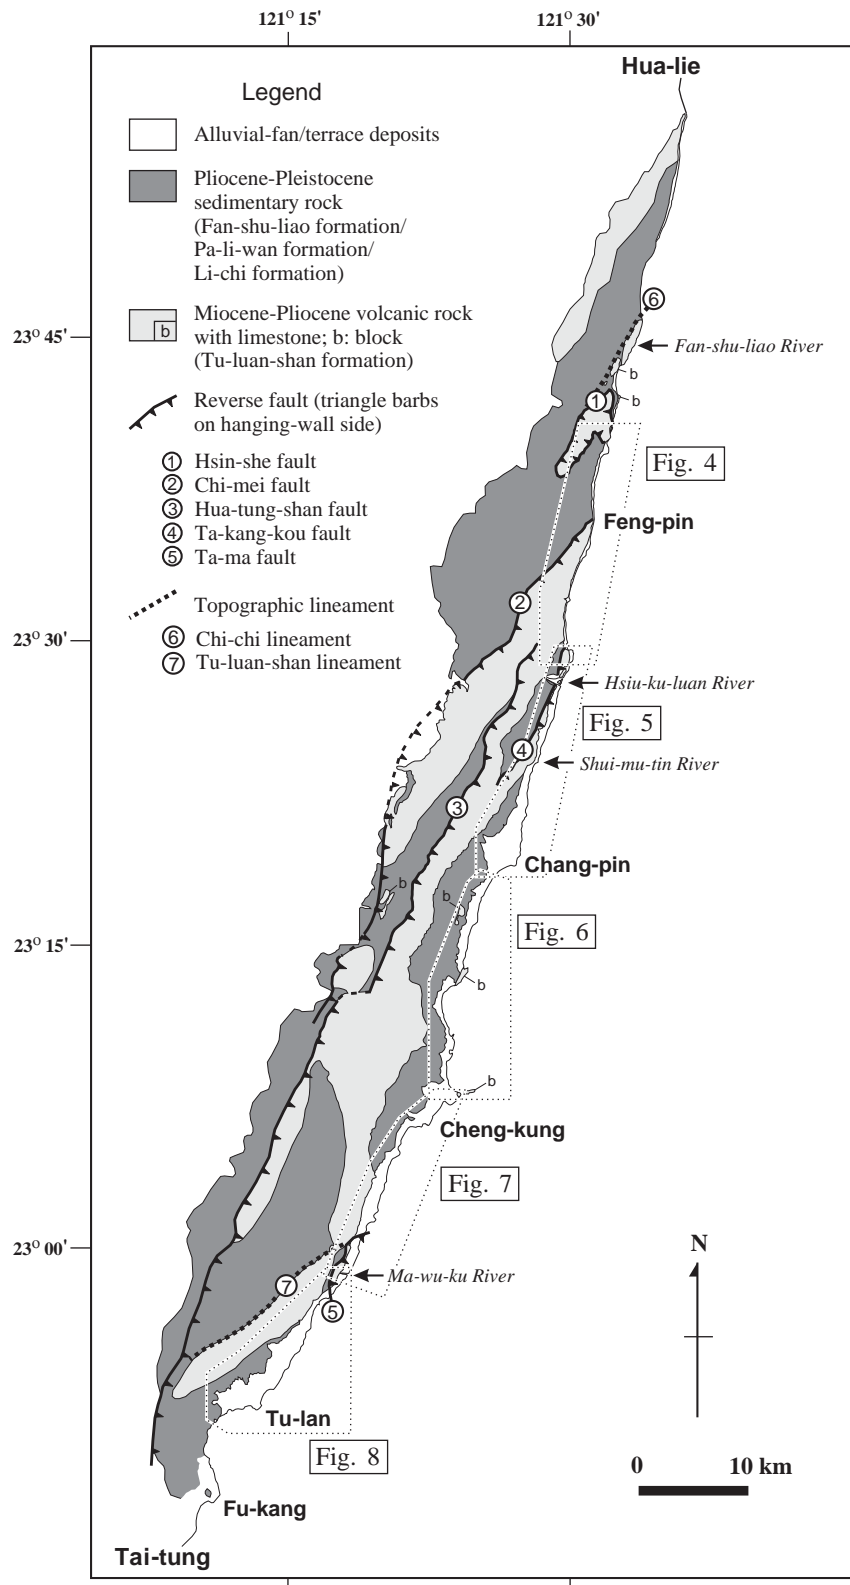 121° 15'
121° 30'
Hua-lie
Legend
Alluvial-fan/terrace deposits
Pliocene-Pleistocene
sedimentary rock
(Fan-shu-liao formation/
Pa-li-wan formation/
Li-chi formation)
b
Miocene-Pliocene volcanic rock
with limestone; b: block
(Tu-luan-shan formation)
Reverse fault (triangle barbs
on hanging-wall side)
1 Hsin-she fault
2 Chi-mei fault
3 Hua-tung-shan fault
4 Ta-kang-kou fault
5 Ta-ma fault
Topographic lineament
6 Chi-chi lineament
7 Tu-luan-shan lineament
6
23° 45'
Fan-shu-liao River
b
b
1
Fig. 4
Feng-pin
2
23° 30'
Hsiu-ku-luan River
Fig. 5
4
Shui-mu-tin River
3
Chang-pin
b
b
Fig. 6
23° 15'
b
b
Cheng-kung
Fig. 7
23° 00'
Ma-wu-ku River
7
5
N
Tu-lan
Fig. 8
0 10 km
Fu-kang
Tai-tung